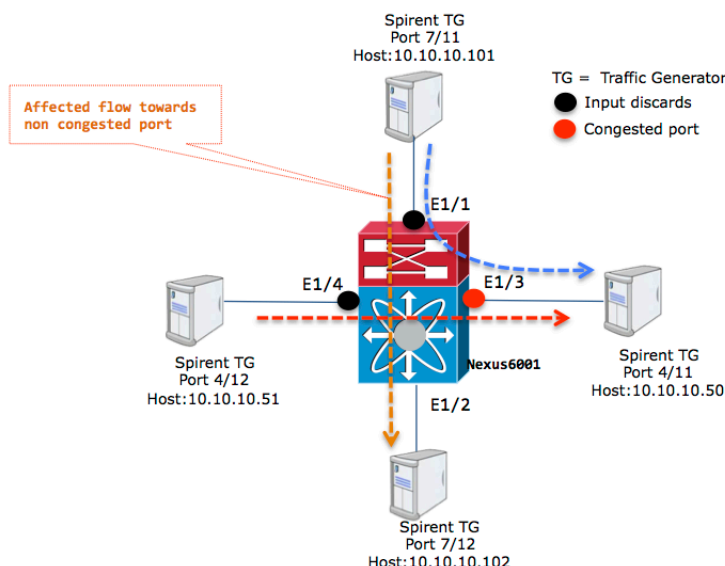 Spirent TG
Port 7/11
Host:10.10.10.101
TG = Traffic Generator
Input discards
Congested port
Affected flow towards
non congested port
E1/1
E1/4
E1/3
Spirent TG
Port 4/12
Host:10.10.10.51
Nexus6001
Spirent TG
Port 4/11
Host:10.10.10.50
E1/2
Spirent TG
Port 7/12
Host:10.10.10.102